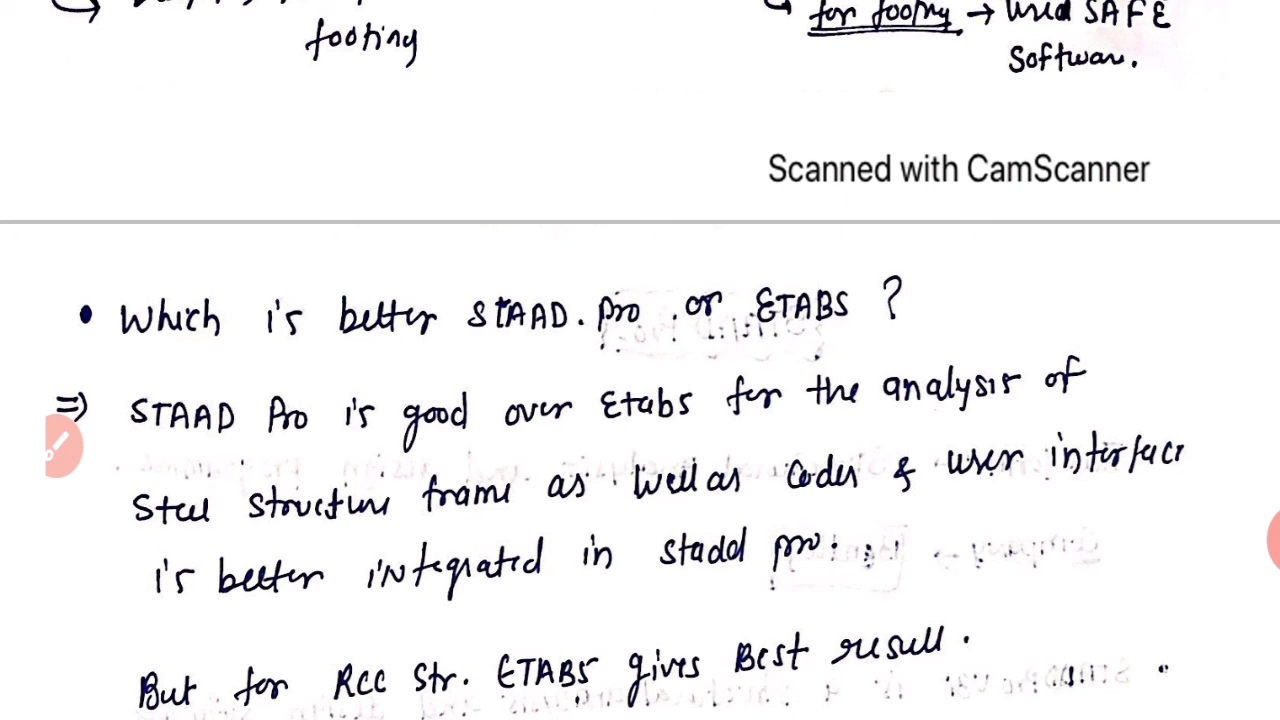 footing
for footing → Used SAFE
Softwar.
Scanned with CamScanner
• Which is better STAAD. pro or ETABS ?
⇒) STAAD Pro is good over Etabs for the analysis of
Steel structure frame as well as codes & user interface
is better integrated in stadd pro.
But for RCC Str. ETABS gives Best result.